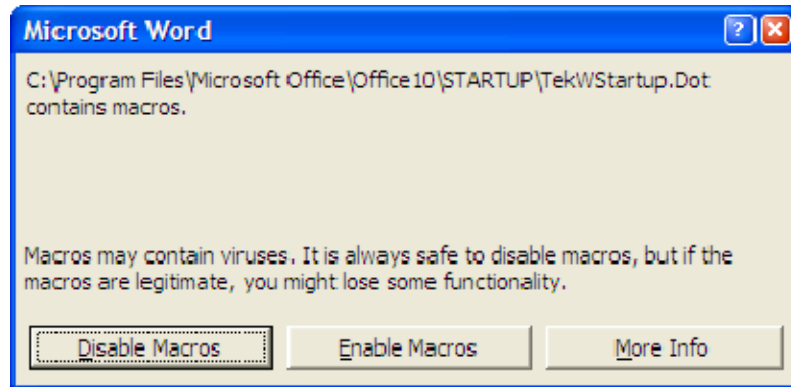 Microsoft Word
C:\Program Files\Microsoft Office\Office10\STARTUP\TekWStartup.Dot
contains macros.
Macros may contain viruses. It is always safe to disable macros, but if the
macros are legitimate, you might lose some functionality.
Disable Macros Enable Macros More Info